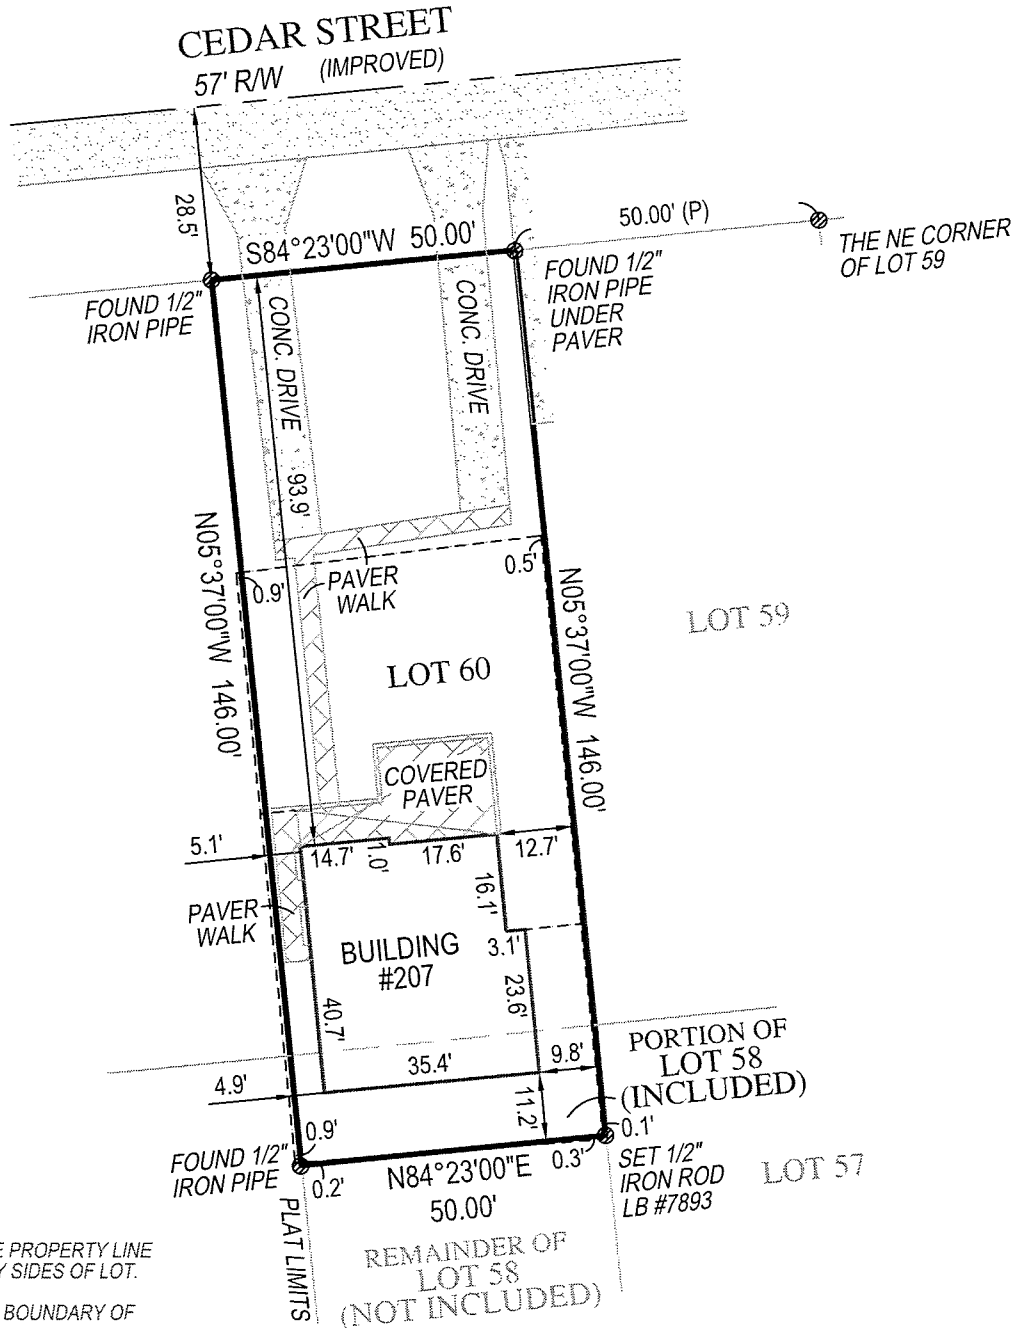 CEDAR STREET
57' R/W (IMPROVED)
28.5'
S84°23'00"W 50.00'
50.00' (P)
THE NE CORNER
OF LOT 59
FOUND 1/2"
IRON PIPE
FOUND 1/2"
IRON PIPE
UNDER
PAVER
CONC. DRIVE
CONC. DRIVE
93.9'
N05°37'00"W 146.00'
0.9'
PAVER
WALK
0.5'
N05°37'00"W 146.00'
LOT 59
LOT 60
COVERED
PAVER
5.1'
14.7'
1.0'
17.6'
12.7'
PAVER
WALK
16.1'
BUILDING
#207
3.1'
23.6'
40.7'
35.4'
9.8'
4.9'
11.2'
PORTION OF
LOT 58
(INCLUDED)
0.9'
0.1'
FOUND 1/2"
IRON PIPE
0.2'
N84°23'00"E
50.00'
0.3'
SET 1/2"
IRON ROD
LB #7893
LOT 57
PLAT LIMITS
REMAINDER OF
LOT 58
(NOT INCLUDED)
PROPERTY LINE
SIDES OF LOT.
BOUNDARY OF